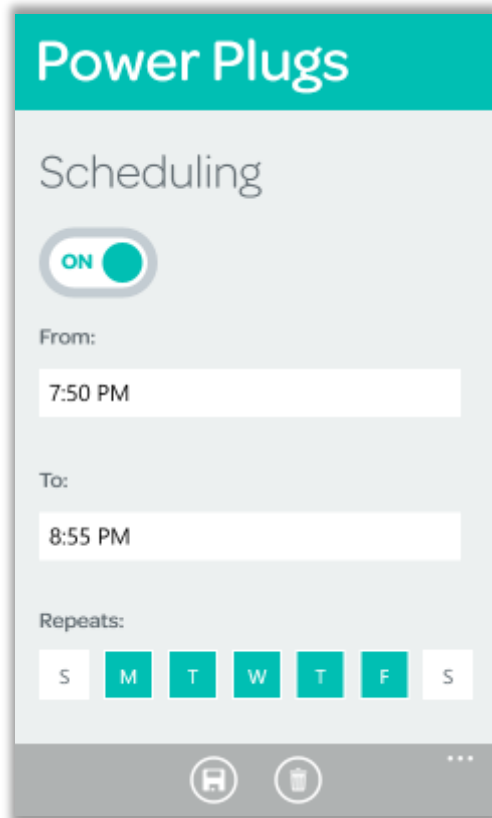 Power Plugs
Scheduling
ON
From:
7:50 PM
To:
8:55 PM
Repeats:
S M T W T F S